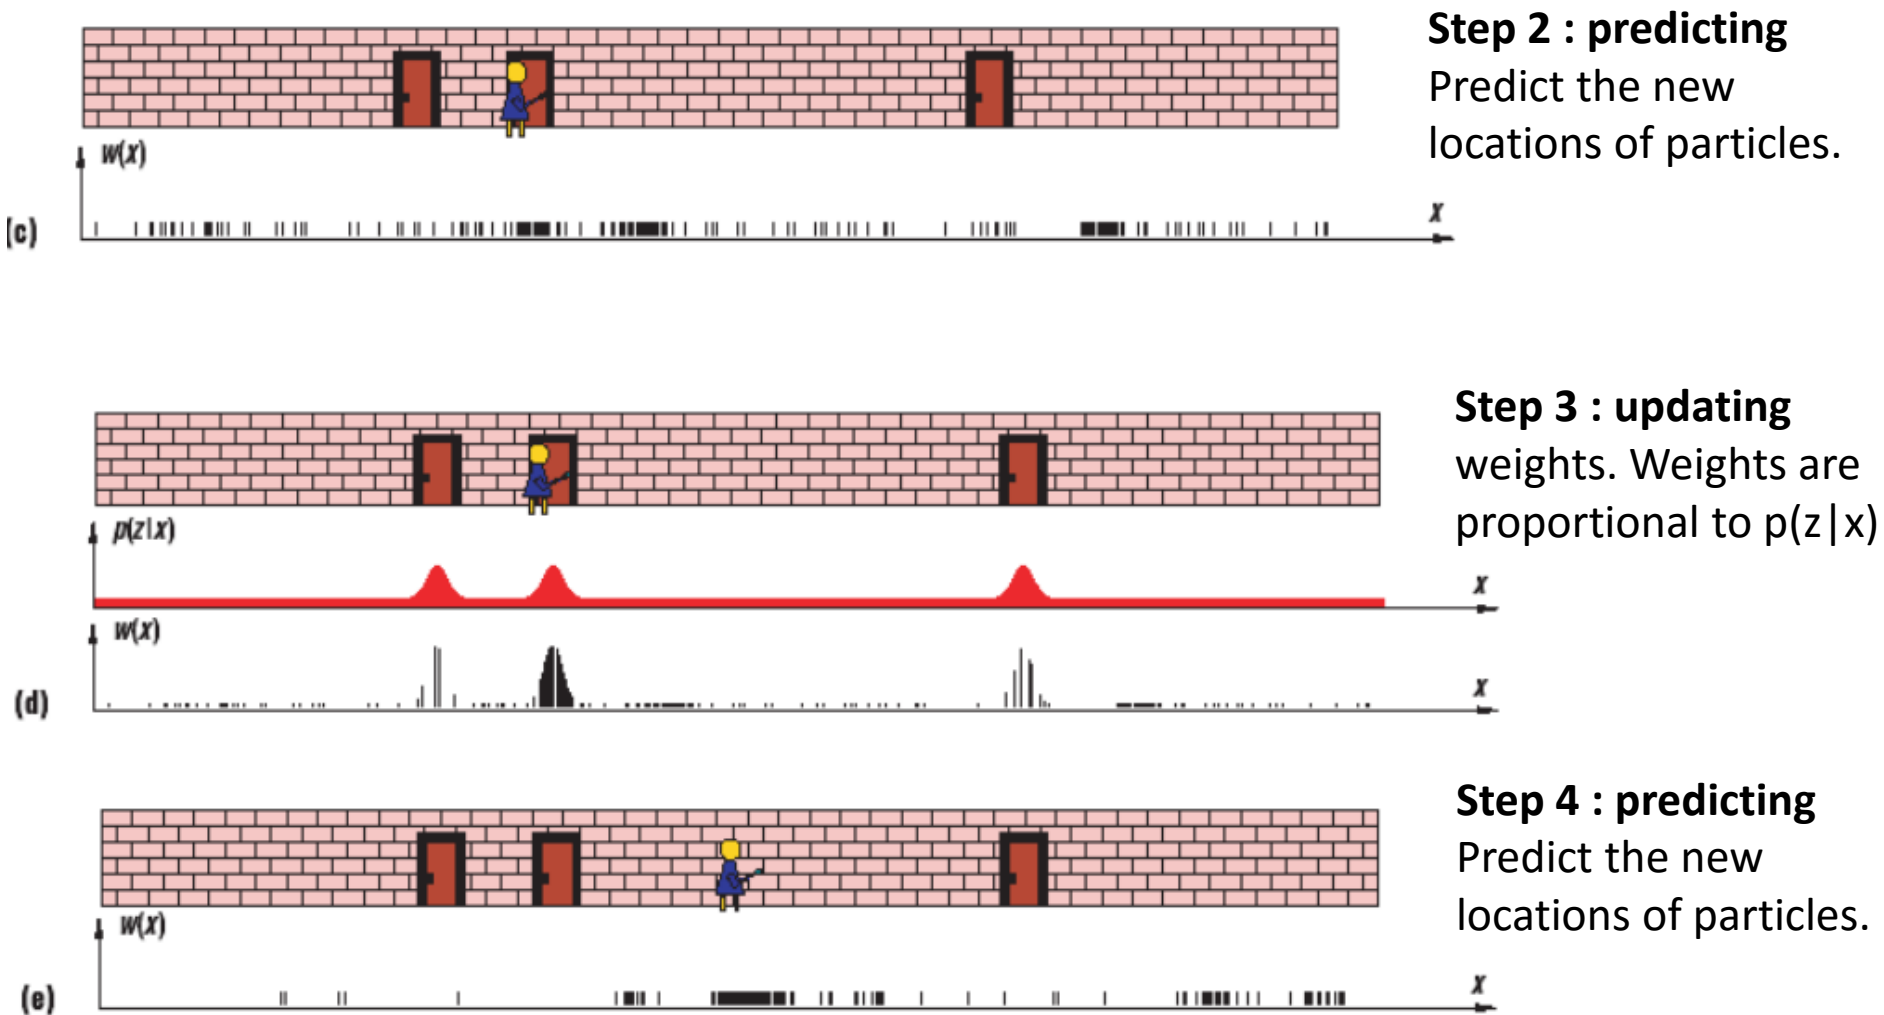 Step 2 : predicting
Predict the new
locations of particles.
w(x)
x
(c)
Step 3 : updating
weights. Weights are
proportional to p(z|x)
p(z|x)
x
w(x)
x
(d)
Step 4 : predicting
Predict the new
locations of particles.
w(x)
x
(e)